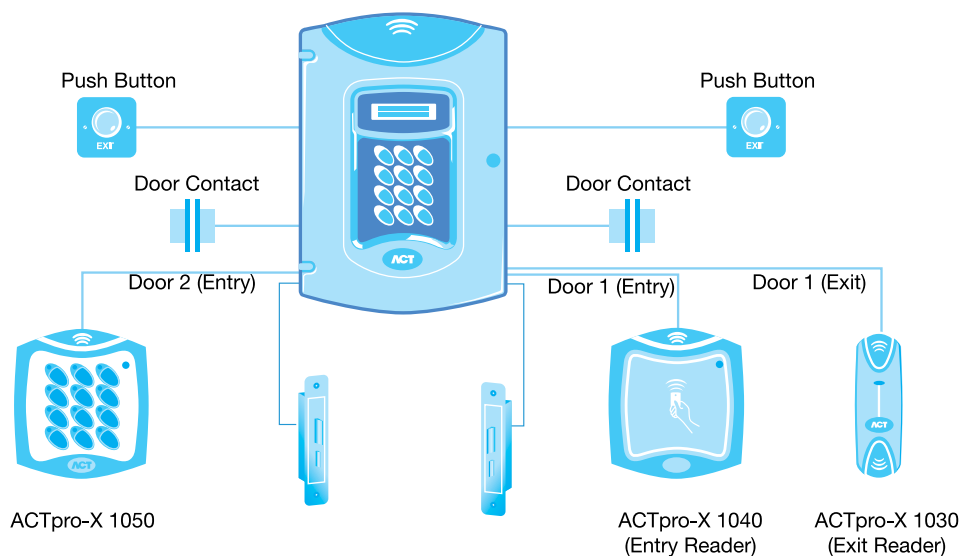 Push Button
Push Button
EXIT
EXIT
Door Contact
Door Contact
ACT
Door 2 (Entry)
Door 1 (Entry)
Door 1 (Exit)
ACT
ACT
ACTpro-X 1050
ACTpro-X 1040
(Entry Reader)
ACTpro-X 1030
(Exit Reader)